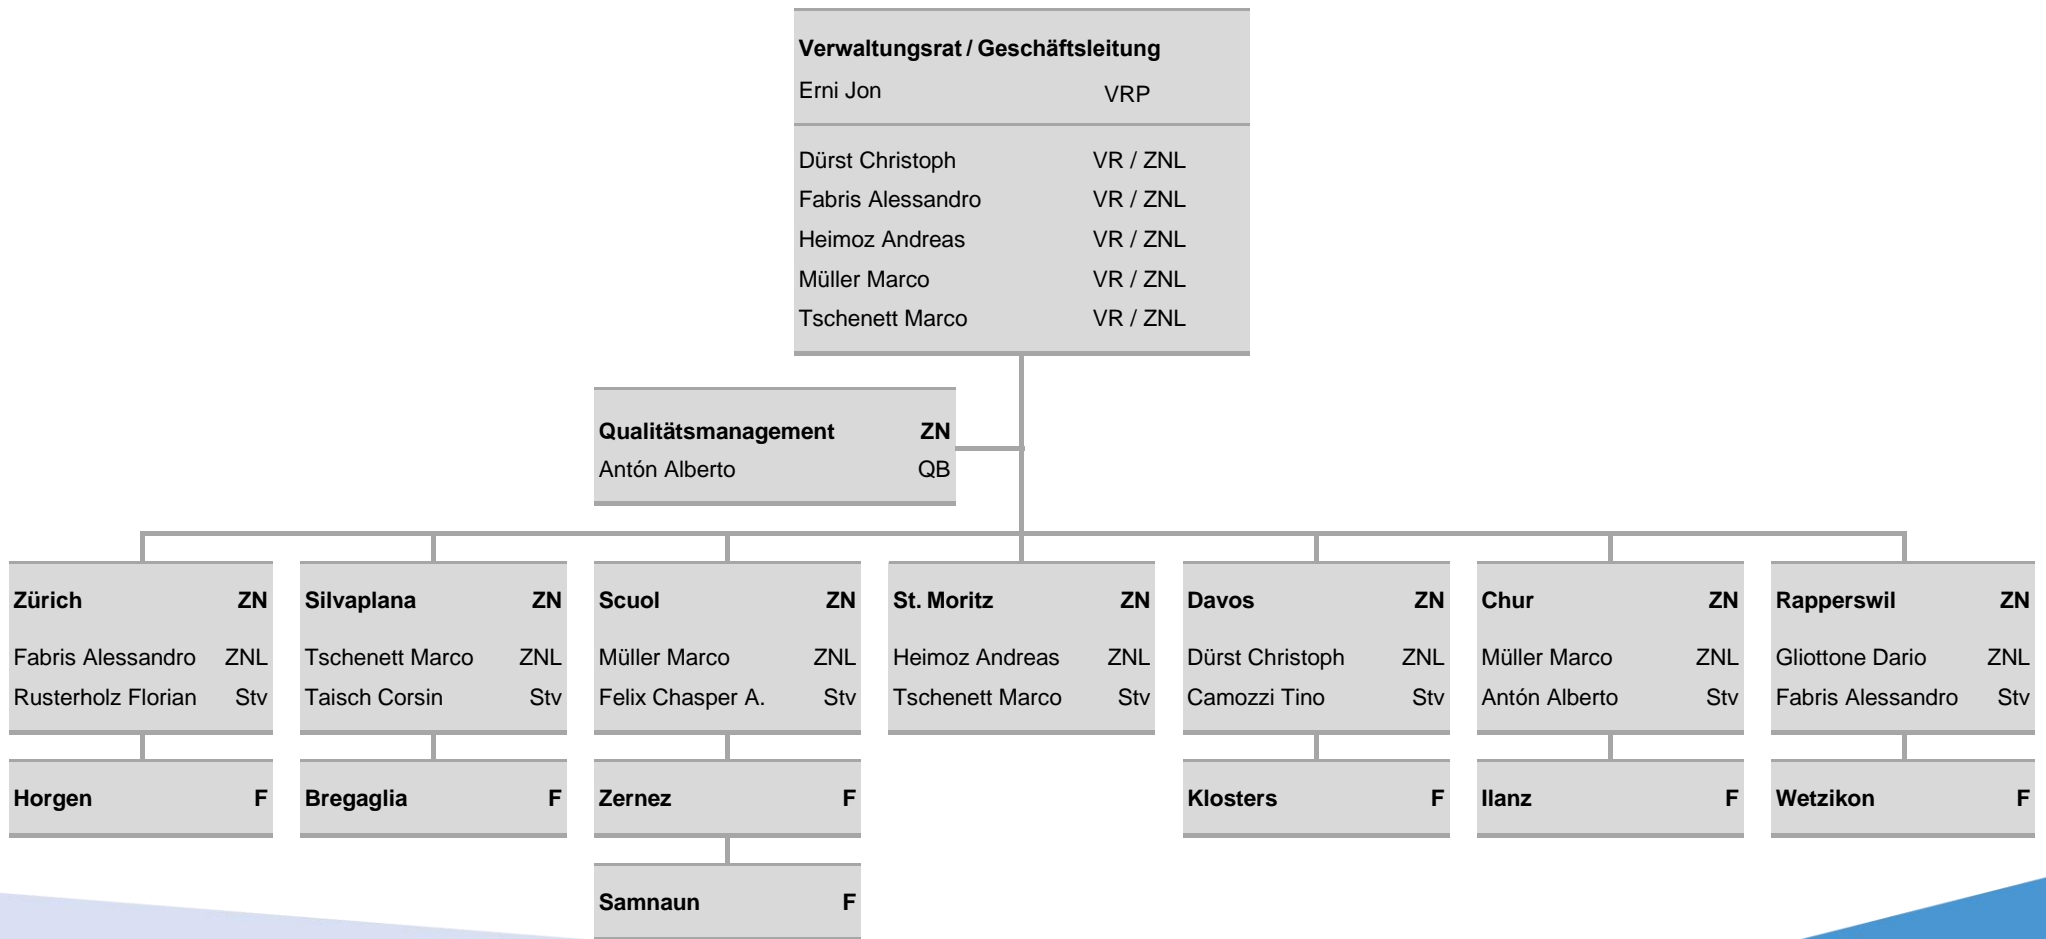 Verwaltungsrat / Geschäftsleitung
Erni Jon VRP
Dürst Christoph VR / ZNL
Fabris Alessandro VR / ZNL
Heimoz Andreas VR / ZNL
Müller Marco VR / ZNL
Tschenett Marco VR / ZNL
Qualitätsmanagement ZN
Antón Alberto QB
Zürich ZN
Fabris Alessandro ZNL
Rusterholz Florian Stv
Horgen F
Silvaplana ZN
Tschenett Marco ZNL
Taisch Corsin Stv
Bregaglia F
Scuol ZN
Müller Marco ZNL
Felix Chasper A. Stv
Zernez F
Samnaun F
St. Moritz ZN
Heimoz Andreas ZNL
Tschenett Marco Stv
Davos ZN
Dürst Christoph ZNL
Camozzi Tino Stv
Klosters F
Chur ZN
Müller Marco ZNL
Antón Alberto Stv
Ilanz F
Rapperswil ZN
Gliottone Dario ZNL
Fabris Alessandro Stv
Wetzikon F